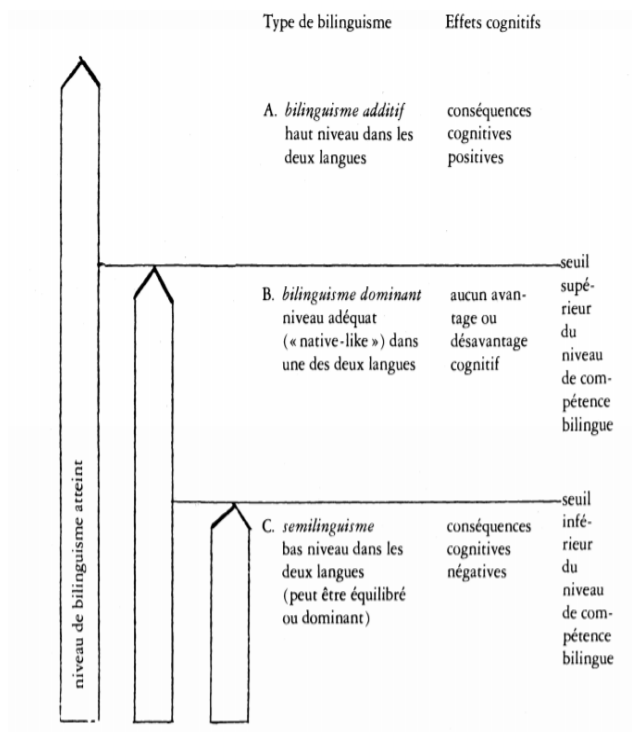 Type de bilinguisme
Effets cognitifs
A. bilinguisme additif
haut niveau dans les
deux langues
conséquences
cognitives
positives
seuil
supé-
rieur
du
niveau
de com-
pétence
bilingue
B. bilinguisme dominant
niveau adéquat
(« native-like ») dans
une des deux langues
aucun avan-
tage ou
désavantage
cognitif
seuil
infé-
rieur
du
niveau
de com-
pétence
bilingue
C. semilinguisme
bas niveau dans les
deux langues
(peut être équilibré
ou dominant)
conséquences
cognitives
négatives
niveau de bilinguisme atteint